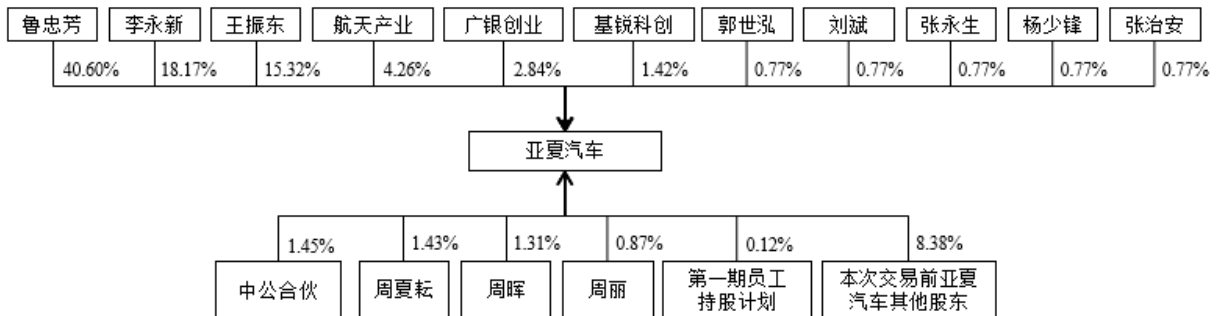 鲁忠芳 李永新 王振东 航天产业 广银创业 基锐科创 郭世泓 刘斌 张永生 杨少锋 张治安
40.60% 18.17% 15.32% 4.26% 2.84% 1.42% 0.77% 0.77% 0.77% 0.77% 0.77%
亚夏汽车
1.45% 1.43% 1.31% 0.87% 0.12% 8.38%
中公合伙 周夏耘 周晖 周丽 第一期员工 本次交易前亚夏
持股计划 汽车其他股东